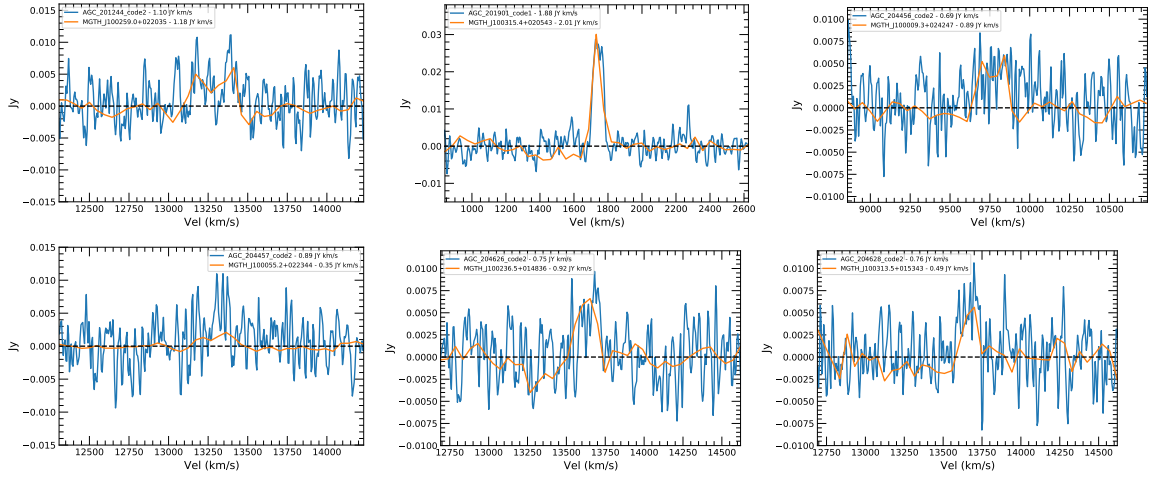 AGC_201244_code2 - 1.10 JY km/s
MGTH_J100259.0+022035 - 1.18 JY km/s
0.015
0.010
0.005
0.000
−0.005
−0.010
−0.015
Jy
12500 12750 13000 13250 13500 13750 14000
Vel (km/s)
AGC_201901_code1 - 1.88 JY km/s
MGTH_J100315.4+020543 - 2.01 JY km/s
0.03
0.02
0.01
0.00
−0.01
Jy
1000 1200 1400 1600 1800 2000 2200 2400 2600
Vel (km/s)
AGC_204456_code2 - 0.69 JY km/s
MGTH_J100009.3+024247 - 0.89 JY km/s
0.0100
0.0075
0.0050
0.0025
0.0000
−0.0025
−0.0050
−0.0075
−0.0100
Jy
9000 9250 9500 9750 10000 10250 10500
Vel (km/s)
AGC_204457_code2 - 0.89 JY km/s
MGTH_J100055.2+022344 - 0.35 JY km/s
0.015
0.010
0.005
0.000
−0.005
−0.010
−0.015
Jy
12500 12750 13000 13250 13500 13750 14000
Vel (km/s)
AGC_204626_code2 - 0.75 JY km/s
MGTH_J100236.5+014836 - 0.92 JY km/s
0.0100
0.0075
0.0050
0.0025
0.0000
−0.0025
−0.0050
−0.0075
−0.0100
Jy
12750 13000 13250 13500 13750 14000 14250 14500
Vel (km/s)
AGC_204628_code2 - 0.76 JY km/s
MGTH_J100313.5+015343 - 0.49 JY km/s
0.0100
0.0075
0.0050
0.0025
0.0000
−0.0025
−0.0050
−0.0075
−0.0100
Jy
12750 13000 13250 13500 13750 14000 14250 14500
Vel (km/s)